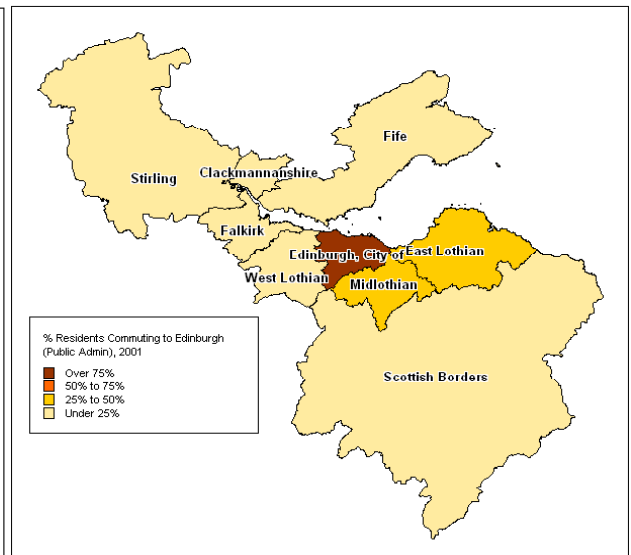 Fife
Clackmannanshire
Stirling
Falkirk
Edinburgh, City of
East Lothian
West Lothian
Midlothian
Scottish Borders
% Residents Commuting to Edinburgh
(Public Admin), 2001
Over 75%
50% to 75%
25% to 50%
Under 25%